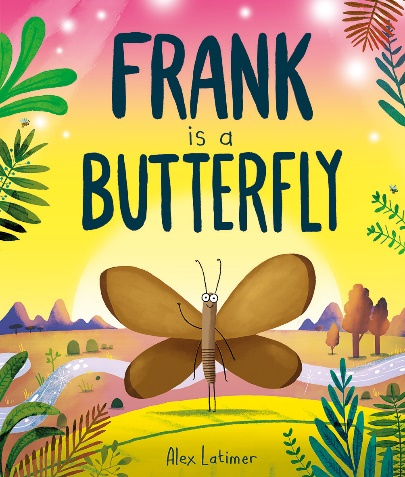 FRANK
is a
BUTTERFLY
Alex Latimer